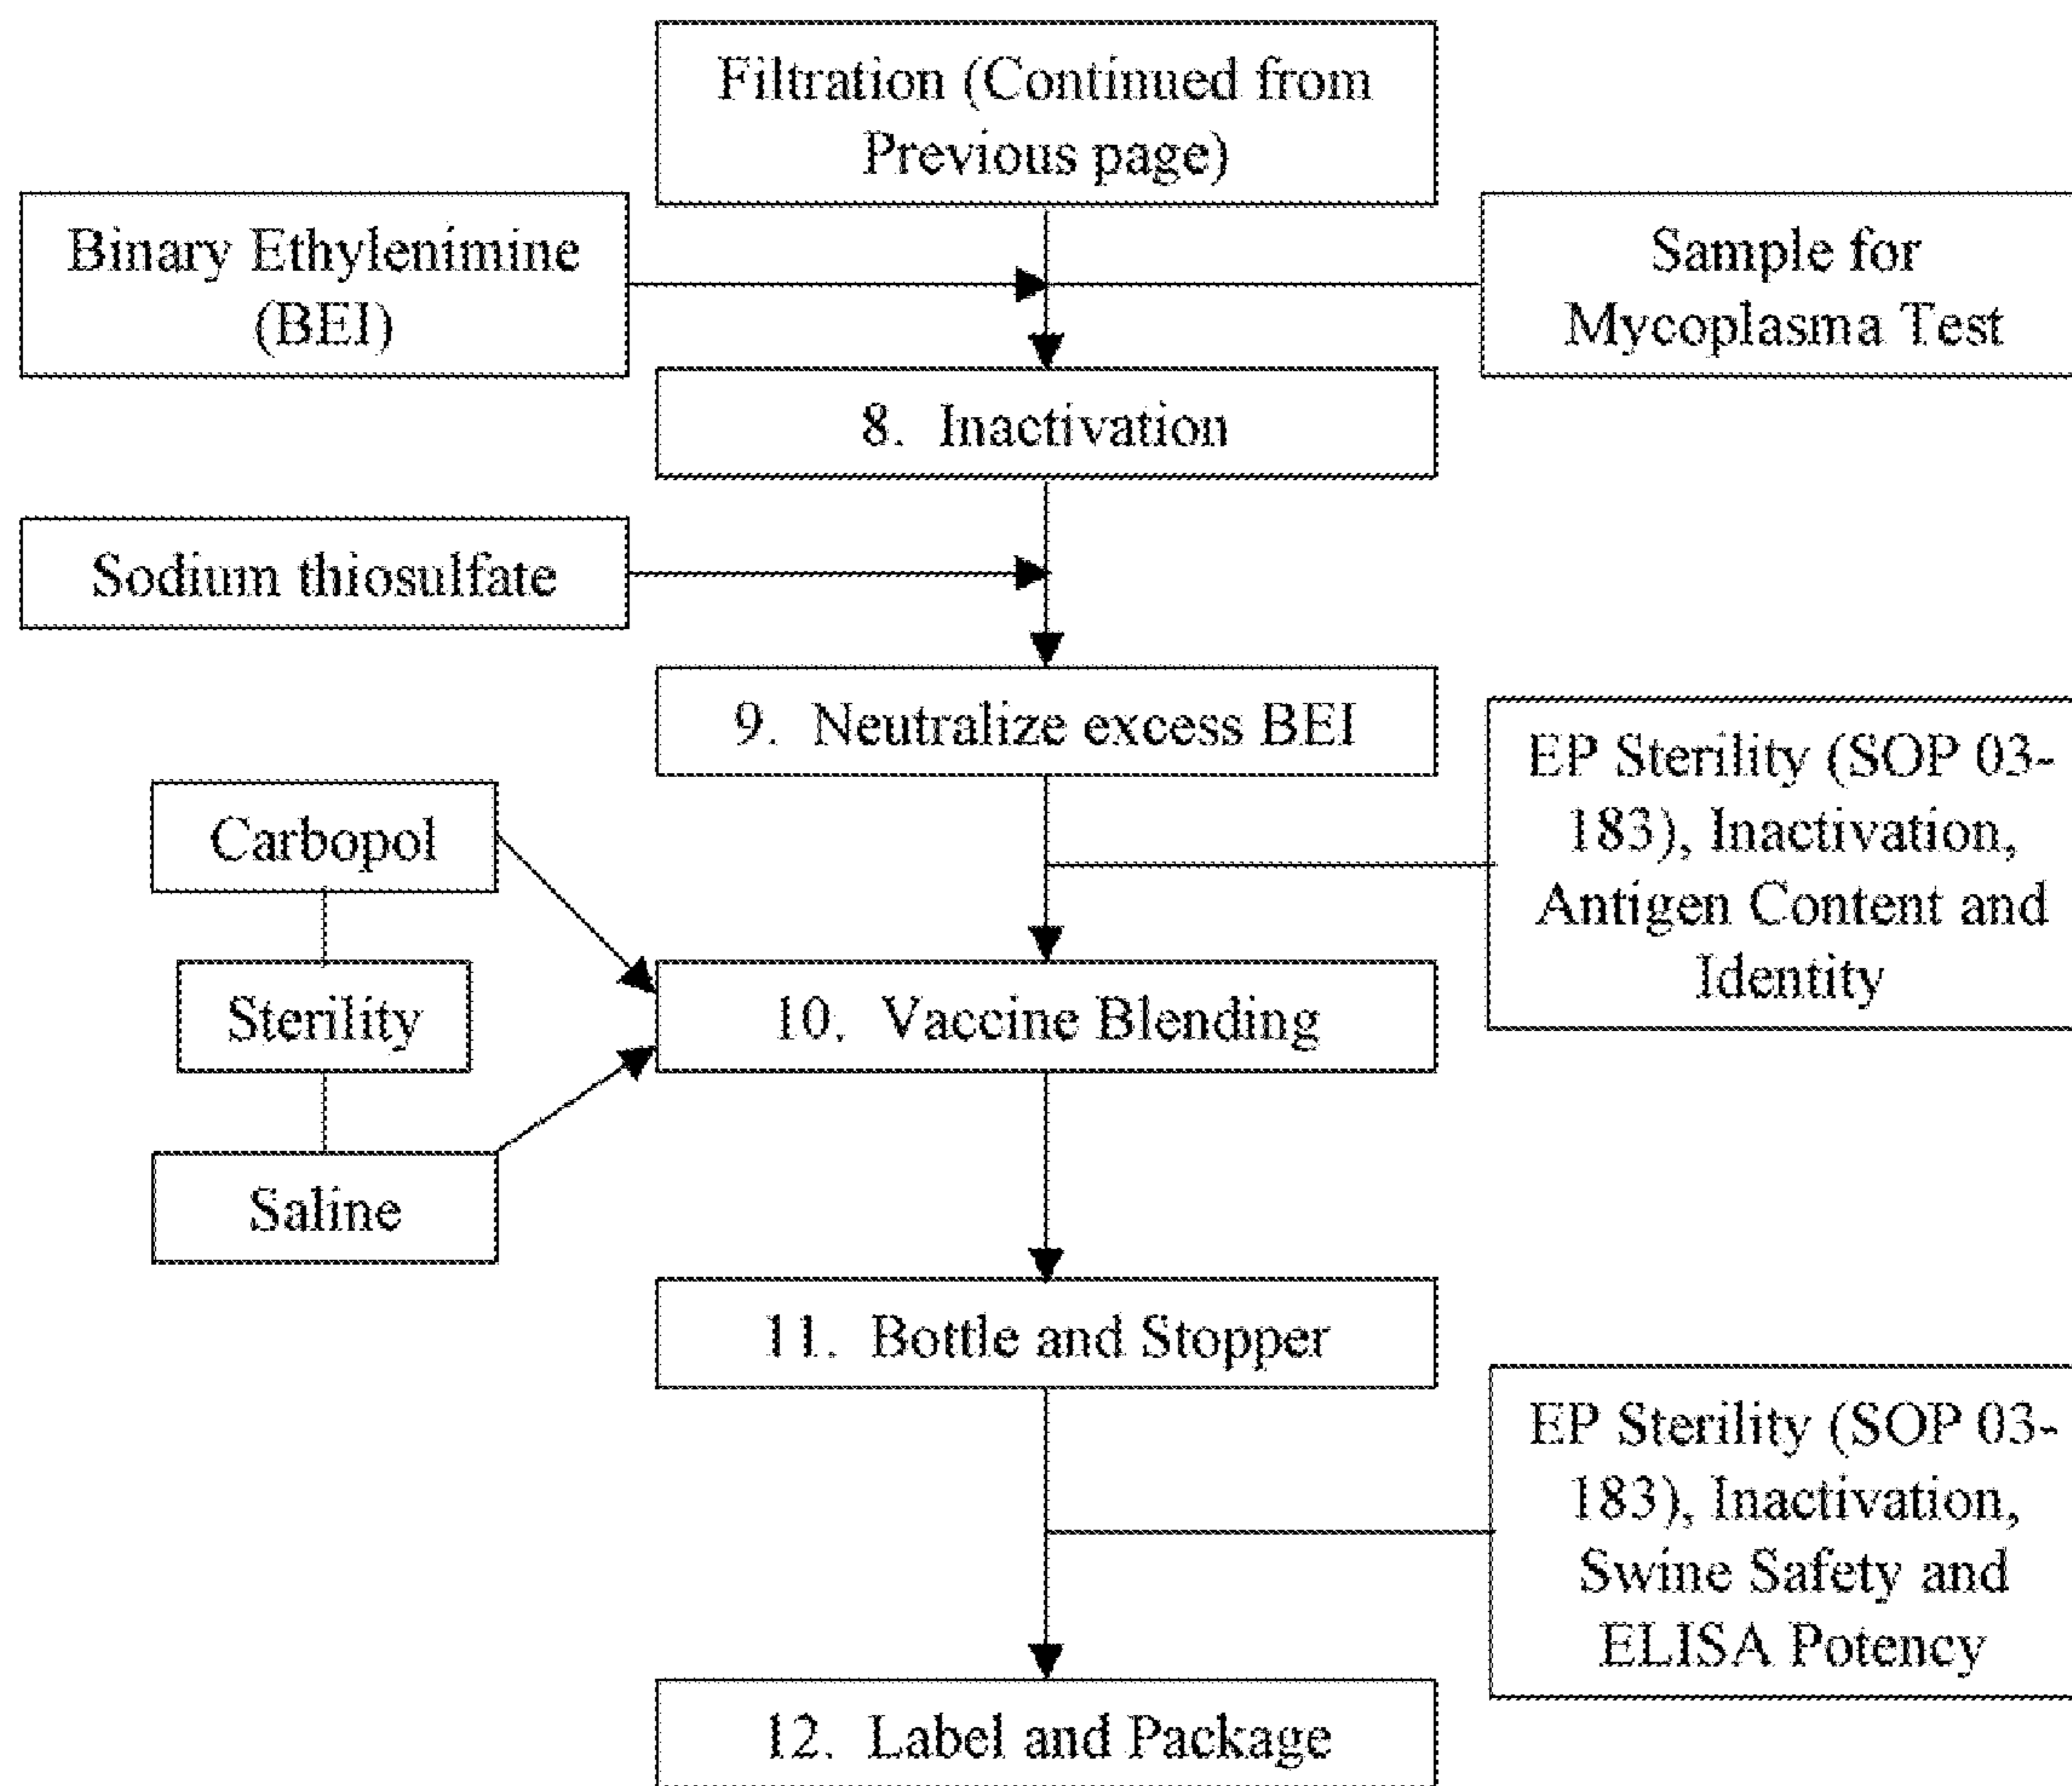 Filtration (Continued from
Previous page)
Binary Ethylenimine
(BEI)
Sample for
Mycoplasma Test
8. Inactivation
Sodium thiosulfate
9. Neutralize excess BEI
EP Sterility (SOP 03-
183), Inactivation,
Antigen Content and
Identity
Carbopol
Sterility
Saline
10. Vaccine Blending
11. Bottle and Stopper
EP Sterility (SOP 03-
183), Inactivation,
Swine Safety and
ELISA Potency
12. Label and Package